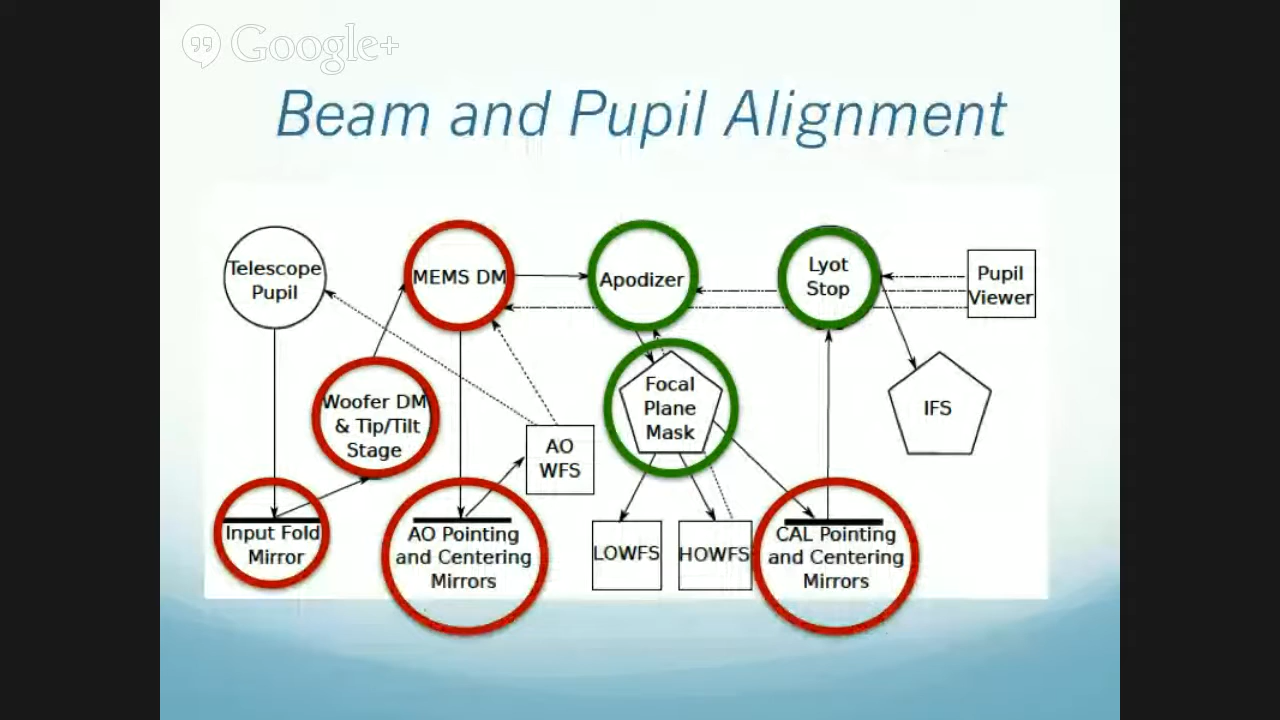 Google+
Beam and Pupil Alignment
Telescope
Pupil
MEMS DM
Apodizer
Lyot
Stop
Pupil
Viewer
Woofer DM
& Tip/Tilt
Stage
Focal
Plane
Mask
IFS
AO
WFS
Input Fold
Mirror
AO Pointing
and Centering
Mirrors
LOWFS
HOWFS
CAL Pointing
and Centering
Mirrors